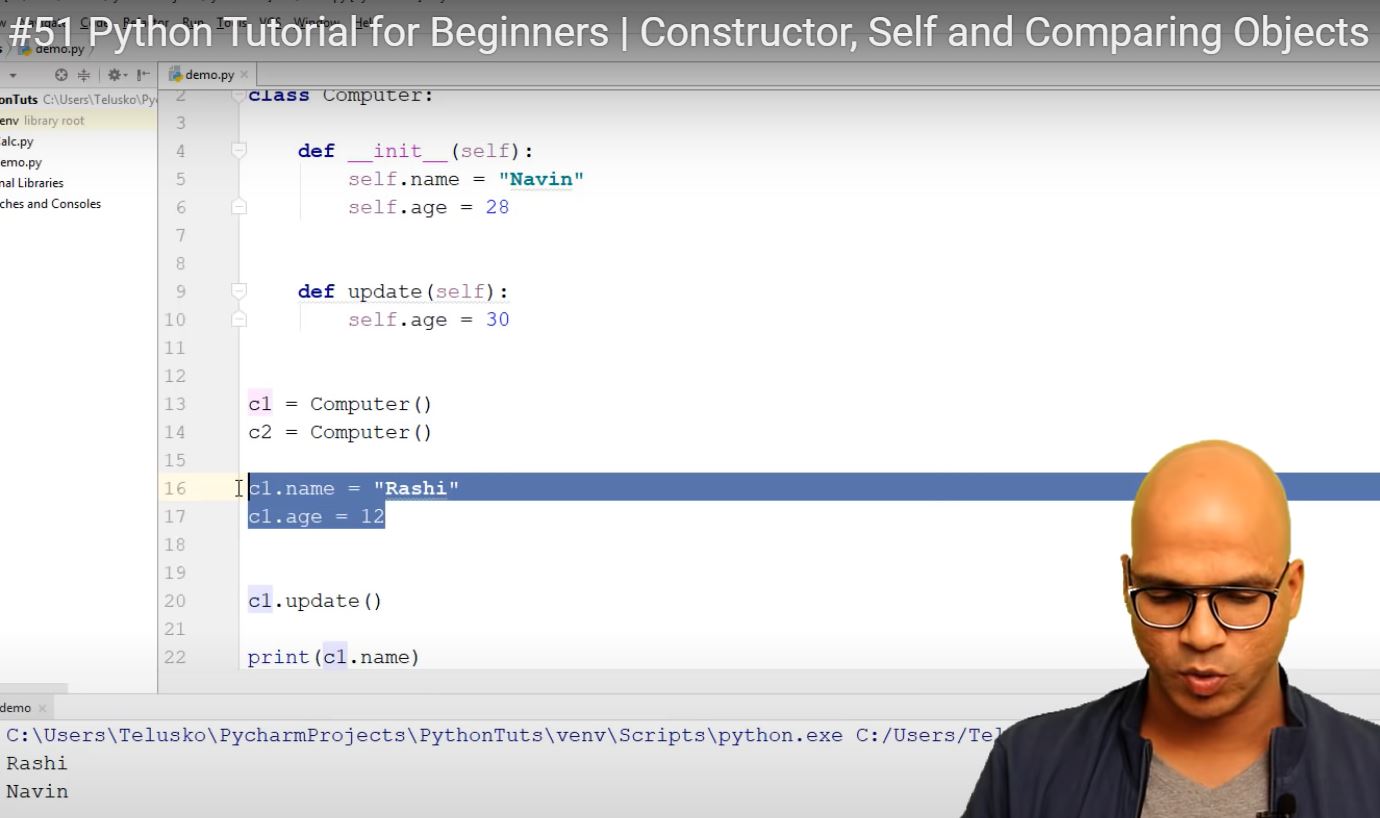 #51 Python Tutorial for Beginners | Constructor, Self and Comparing Objects
demo.py
demo.py
onTuts C:\Users\Telusko\Py
env library root
alc.py
emo.py
nal Libraries
ches and Consoles
2 class Computer:
3
4 def __init__(self):
5 self.name = "Navin"
6 self.age = 28
7
8
9 def update(self):
10 self.age = 30
11
12
13 c1 = Computer()
14 c2 = Computer()
15
16 c1.name = "Rashi"
17 c1.age = 12
18
19
20 c1.update()
21
22 print(c1.name)
demo
C:\Users\Telusko\PycharmProjects\PythonTuts\venv\Scripts\python.exe C:/Users/Tel
Rashi
Navin